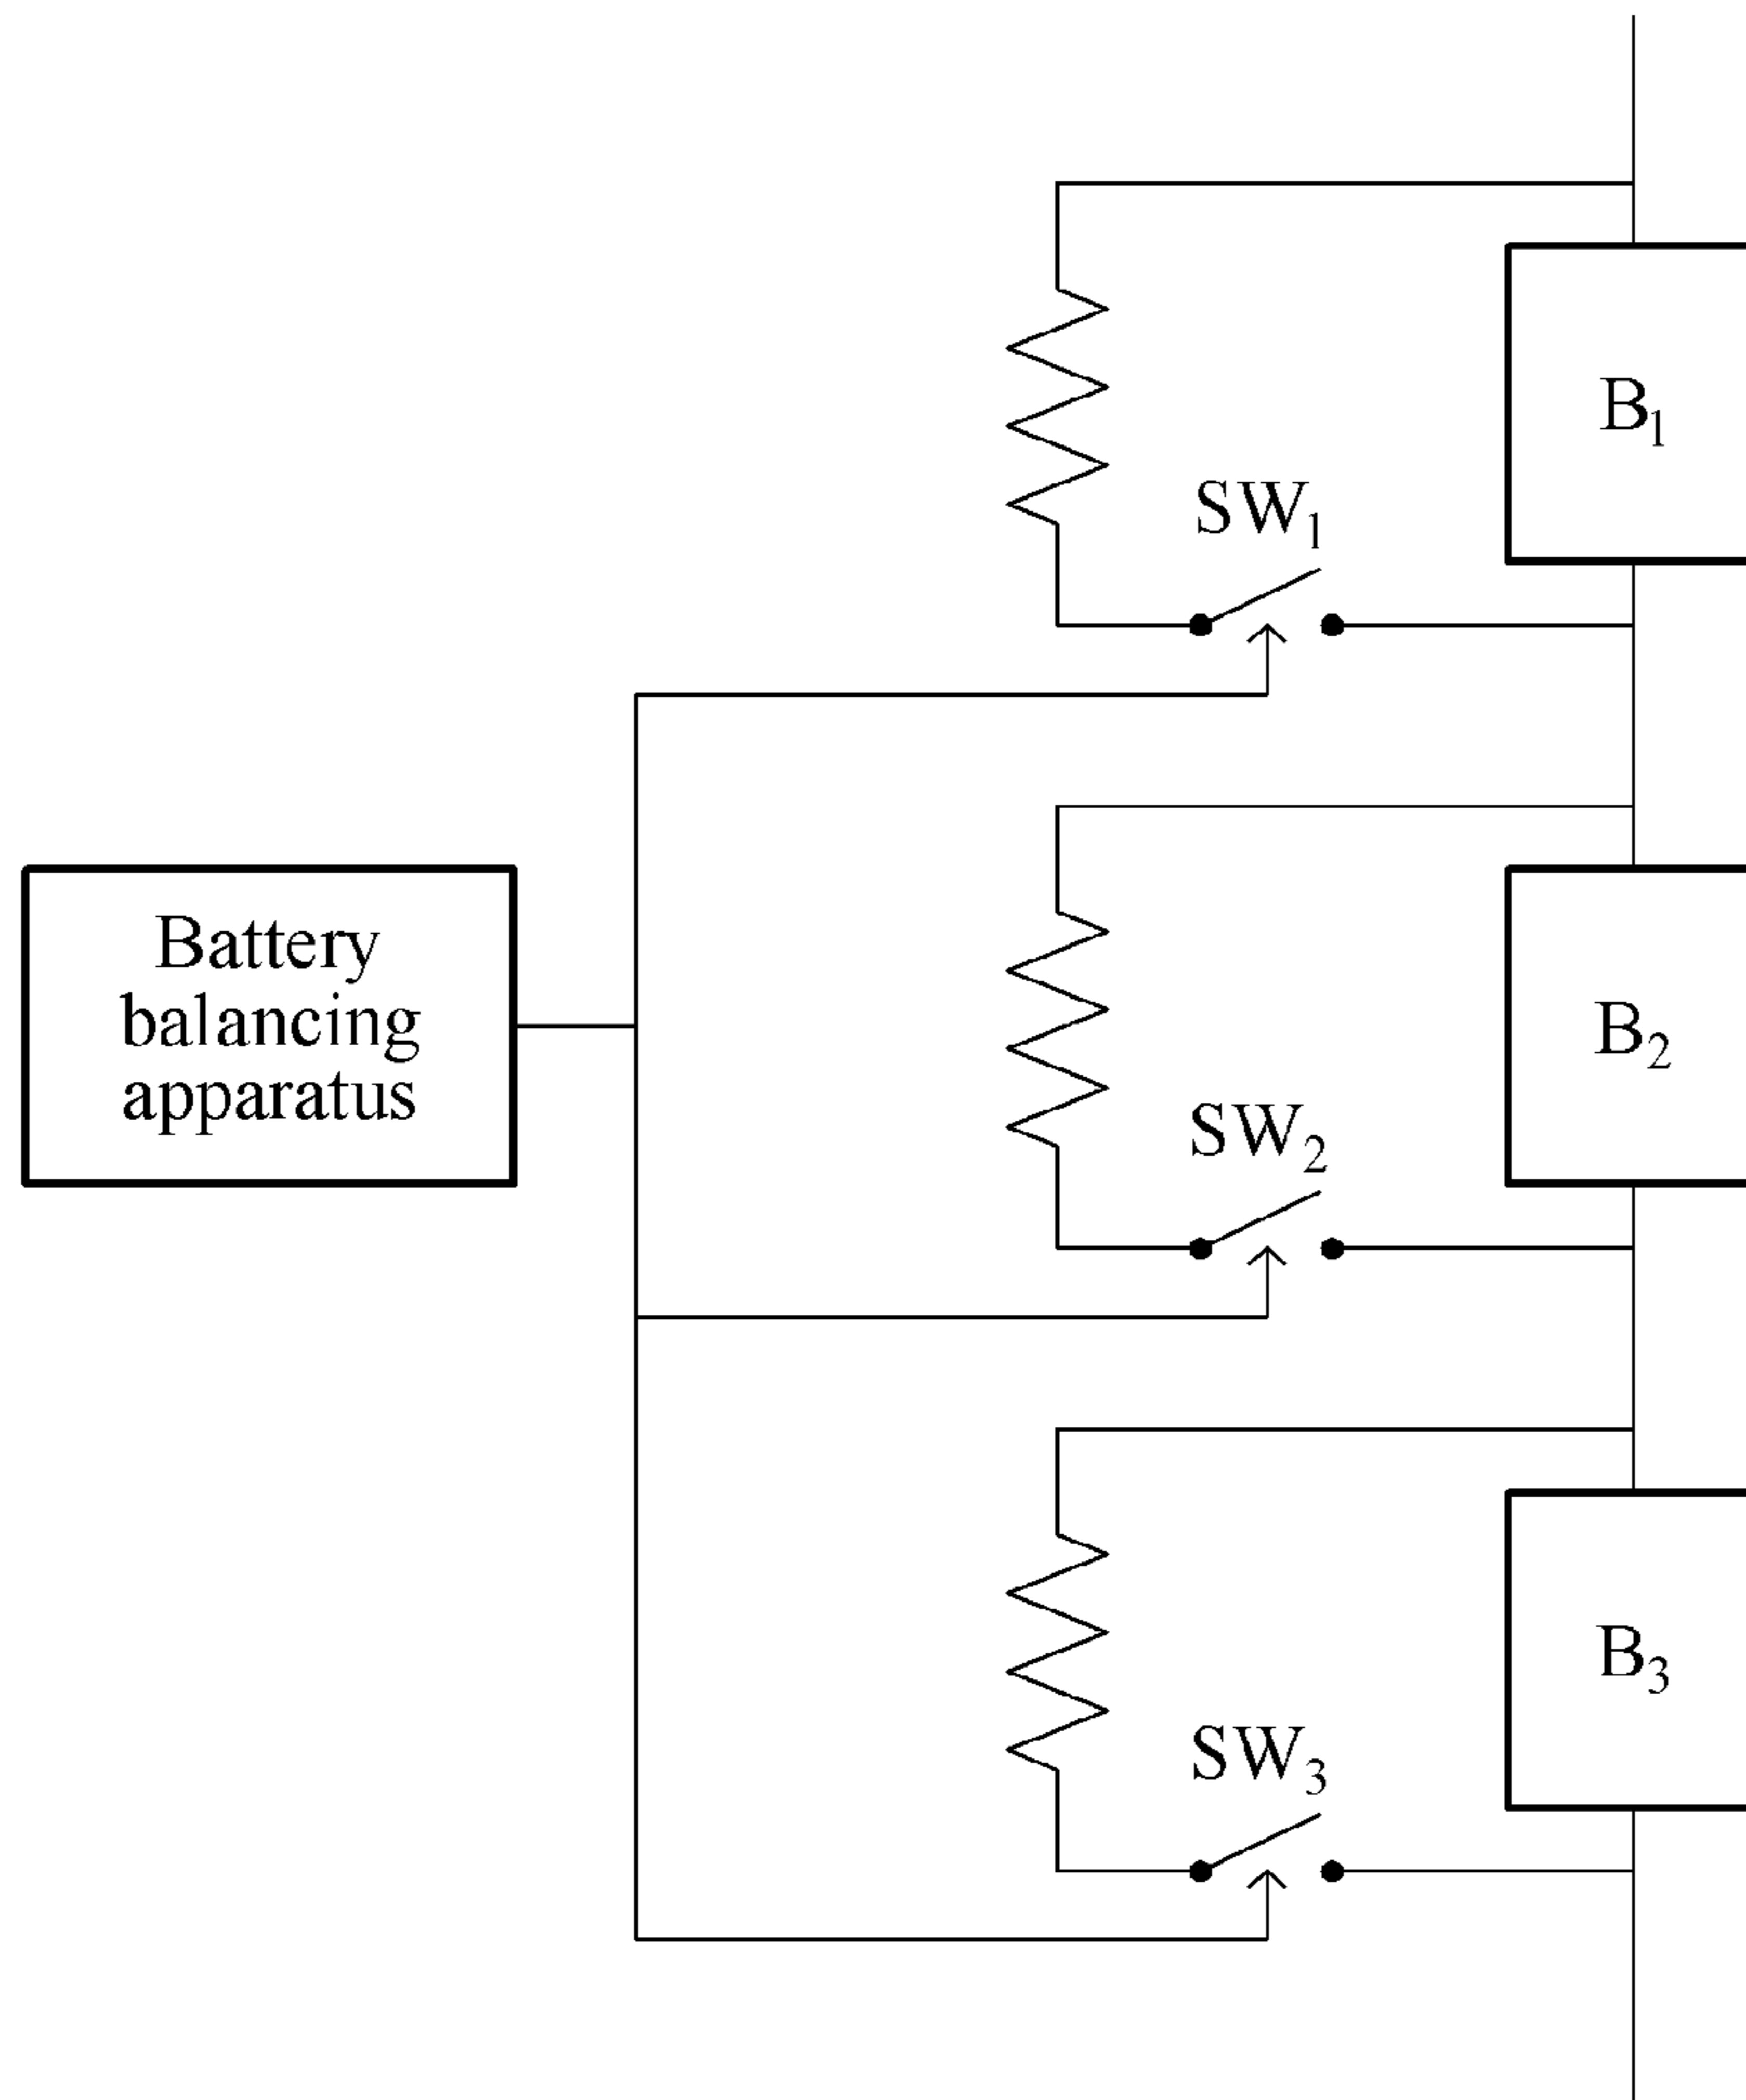 B₁
SW₁
Battery
balancing
apparatus
B₂
SW₂
B₃
SW₃